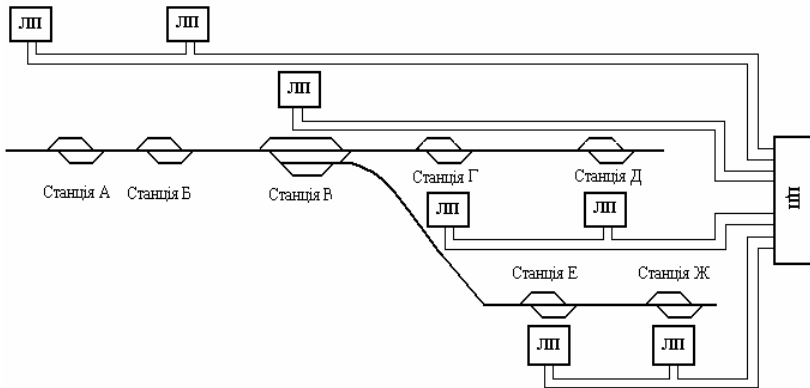 ЛП ЛП
ЛП
Станція А Станція Б Станція В Станція Г Станція Д
ЛП ЛП
ЦП
Станція Е Станція Ж
ЛП ЛП